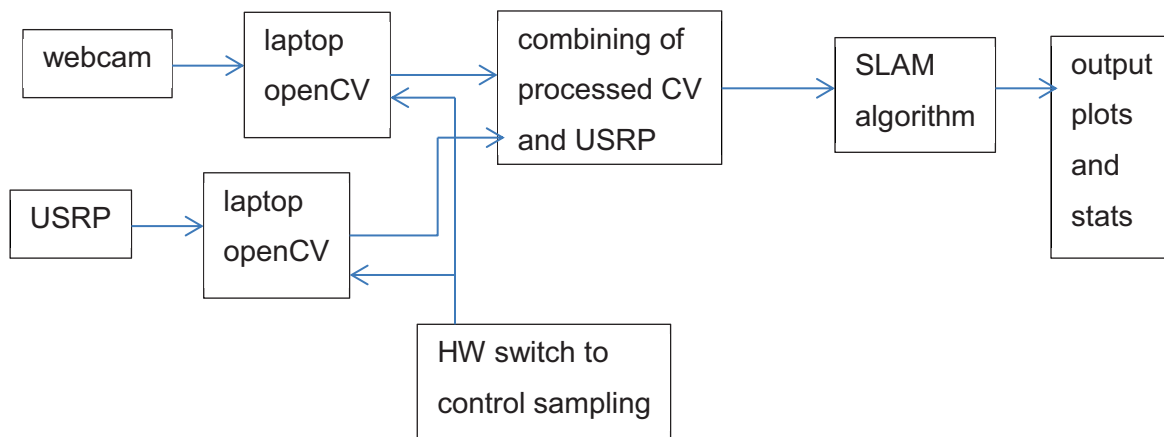 webcam
laptop
openCV
combining of
processed CV
and USRP
SLAM
algorithm
output
plots
and
stats
USRP
laptop
openCV
HW switch to
control sampling